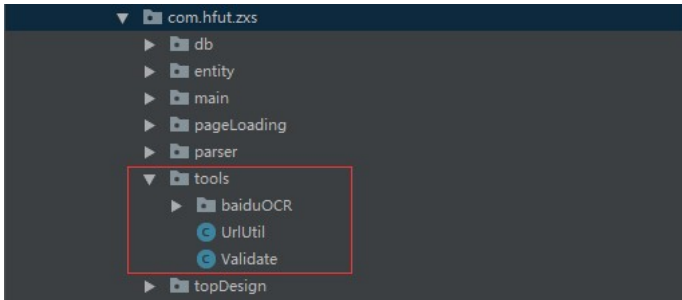 com.hfut.zxs
db
entity
main
pageLoading
parser
tools
baiduOCR
UrlUtil
Validate
topDesign